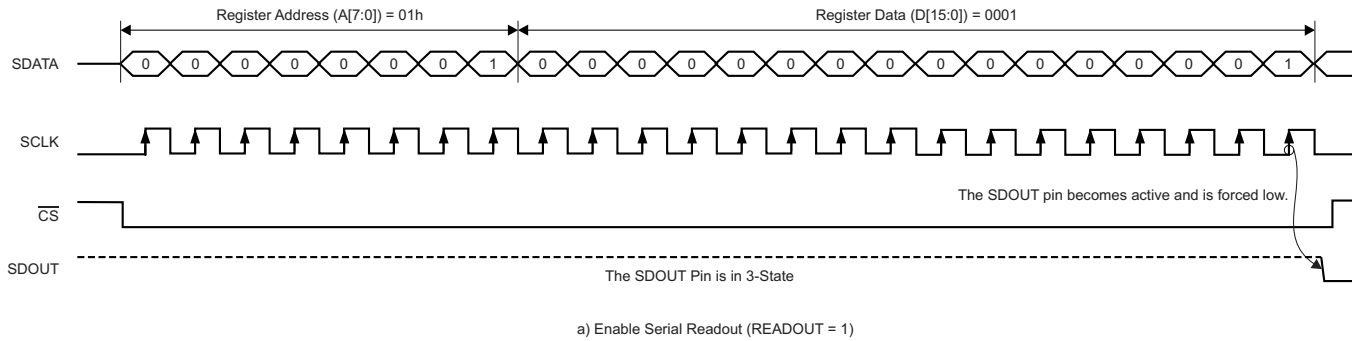 Register Address (A[7:0]) = 01h
Register Data (D[15:0]) = 0001
SDATA 0 0 0 0 0 0 0 1 0 0 0 0 0 0 0 0 0 0 0 0 0 0 0 1
SCLK
The SDOUT pin becomes active and is forced low.
CS
SDOUT
The SDOUT Pin is in 3-State
a) Enable Serial Readout (READOUT = 1)